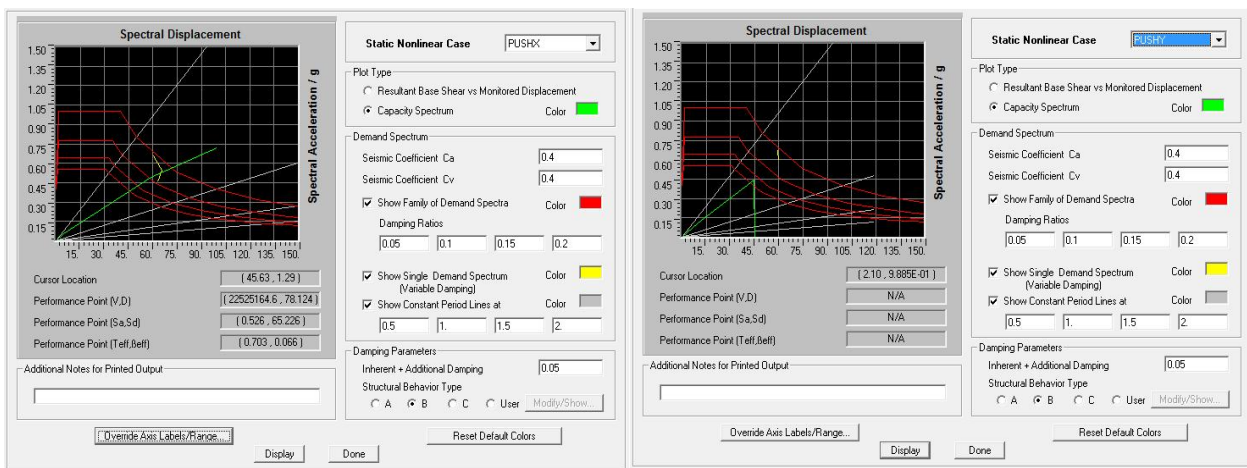 Spectral Displacement
1.50
1.35
1.20
1.05
0.90
0.75
0.60
0.45
0.30
0.15
15. 30. 45. 60. 75. 90. 105. 120. 135. 150.
Spectral Acceleration / g
Cursor Location ( 45.63 , 1.29 )
Performance Point (V,D) ( 22525164.6 , 78.124 )
Performance Point (Sa,Sd) ( 0.526 , 65.226 )
Performance Point (Teff,βeff) ( 0.703 , 0.066 )
Additional Notes for Printed Output
Override Axis Labels/Range...
Static Nonlinear Case PUSHX
Plot Type
Resultant Base Shear vs Monitored Displacement
Capacity Spectrum Color
Demand Spectrum
Seismic Coefficient Ca 0.4
Seismic Coefficient Cv 0.4
Show Family of Demand Spectra Color
Damping Ratios
0.05 0.1 0.15 0.2
Show Single Demand Spectrum Color
(Variable Damping)
Show Constant Period Lines at Color
0.5 1. 1.5 2.
Damping Parameters
Inherent + Additional Damping 0.05
Structural Behavior Type
A B C User Modify/Show...
Reset Default Colors
Display Done
Spectral Displacement
1.50
1.35
1.20
1.05
0.90
0.75
0.60
0.45
0.30
0.15
15. 30. 45. 60. 75. 90. 105. 120. 135. 150.
Spectral Acceleration / g
Cursor Location ( 2.10 , 9.885E-01 )
Performance Point (V,D) N/A
Performance Point (Sa,Sd) N/A
Performance Point (Teff,βeff) N/A
Additional Notes for Printed Output
Override Axis Labels/Range...
Static Nonlinear Case PUSHY
Plot Type
Resultant Base Shear vs Monitored Displacement
Capacity Spectrum Color
Demand Spectrum
Seismic Coefficient Ca 0.4
Seismic Coefficient Cv 0.4
Show Family of Demand Spectra Color
Damping Ratios
0.05 0.1 0.15 0.2
Show Single Demand Spectrum Color
(Variable Damping)
Show Constant Period Lines at Color
0.5 1. 1.5 2.
Damping Parameters
Inherent + Additional Damping 0.05
Structural Behavior Type
A B C User Modify/Show...
Reset Default Colors
Display Done